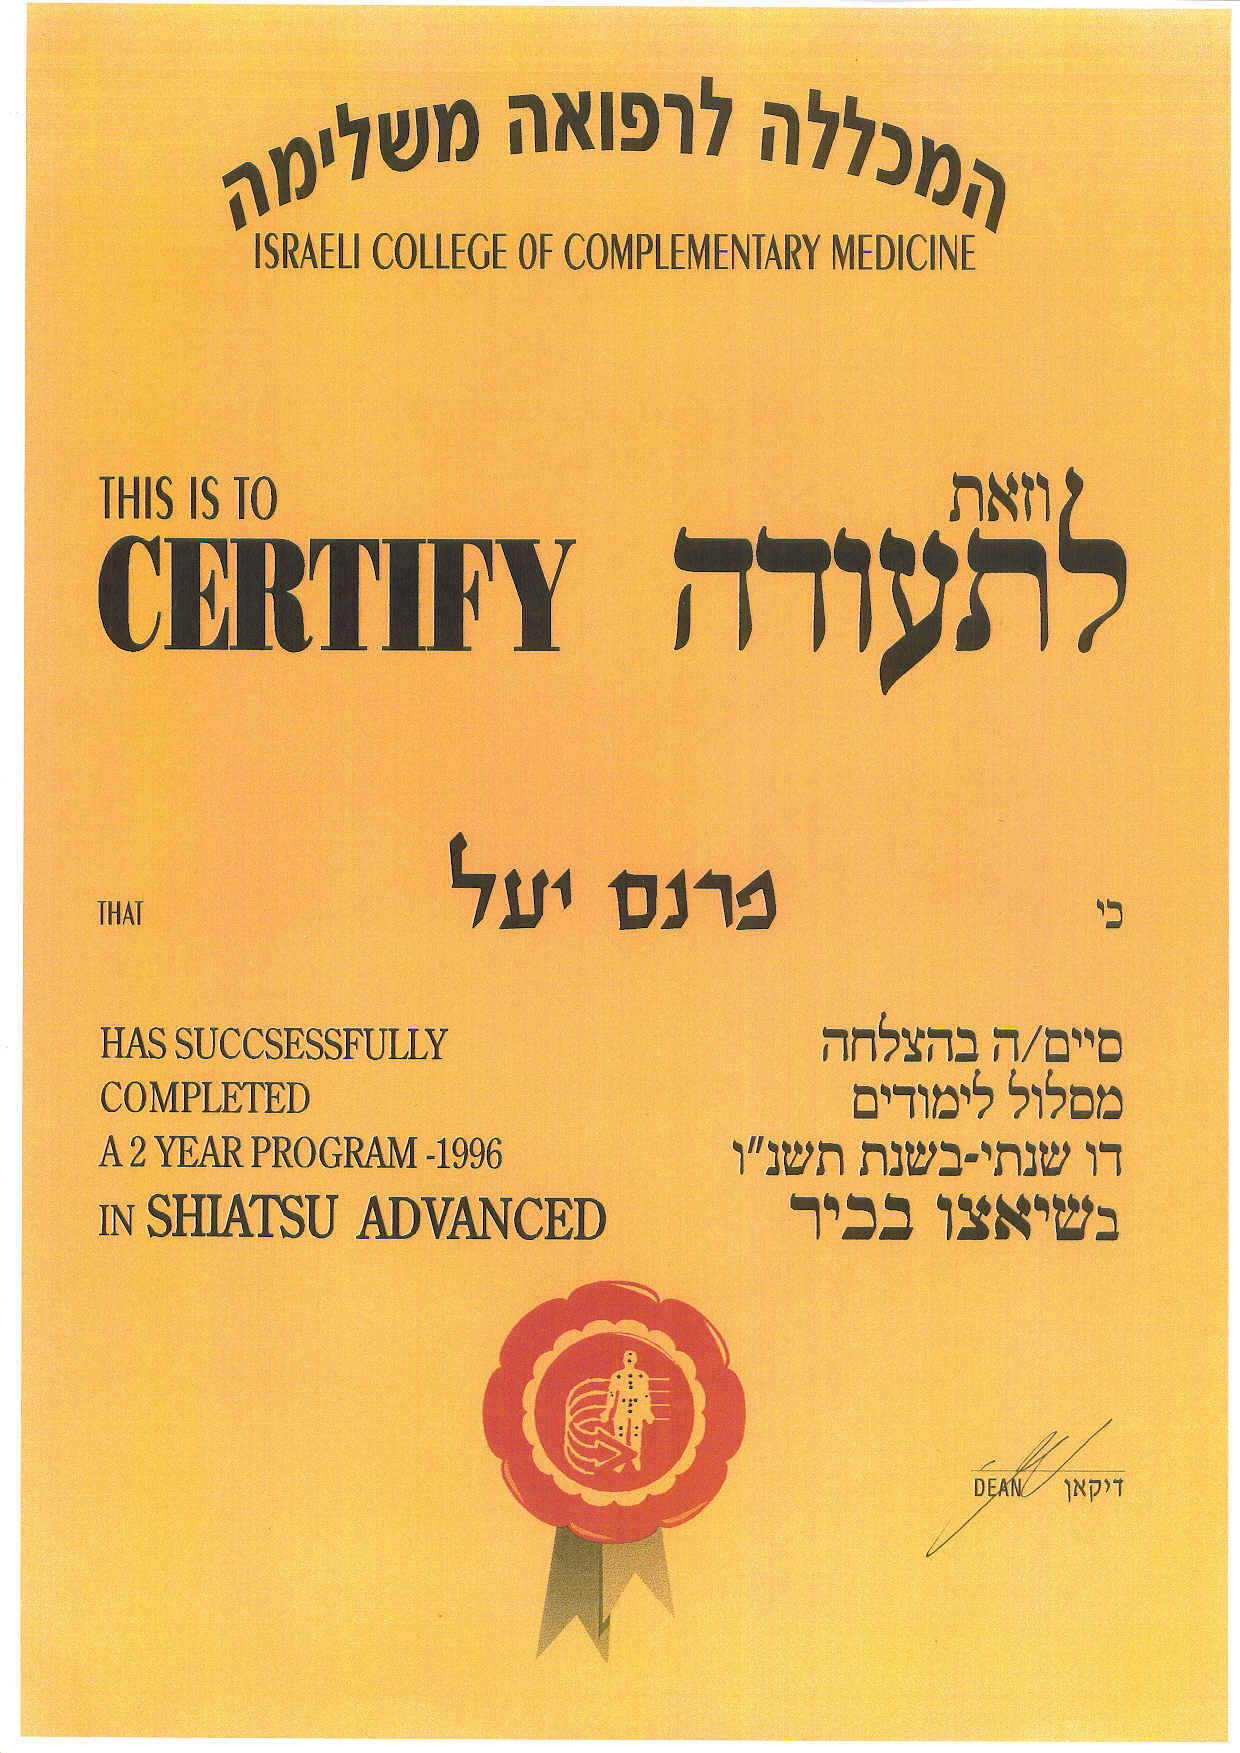 המכללה לרפואה משלימה
ISRAELI COLLEGE OF COMPLEMENTARY MEDICINE
THIS IS TO
CERTIFY
וזאת
לתעודה
THAT
פרנס יעל
כי
HAS SUCCSESSFULLY
COMPLETED
A 2 YEAR PROGRAM -1996
IN SHIATSU ADVANCED
סיים/ה בהצלחה
מסלול לימודים
דו שנתי-בשנת תשנ"ו
בשיאצו בכיר
DEAN דיקאן